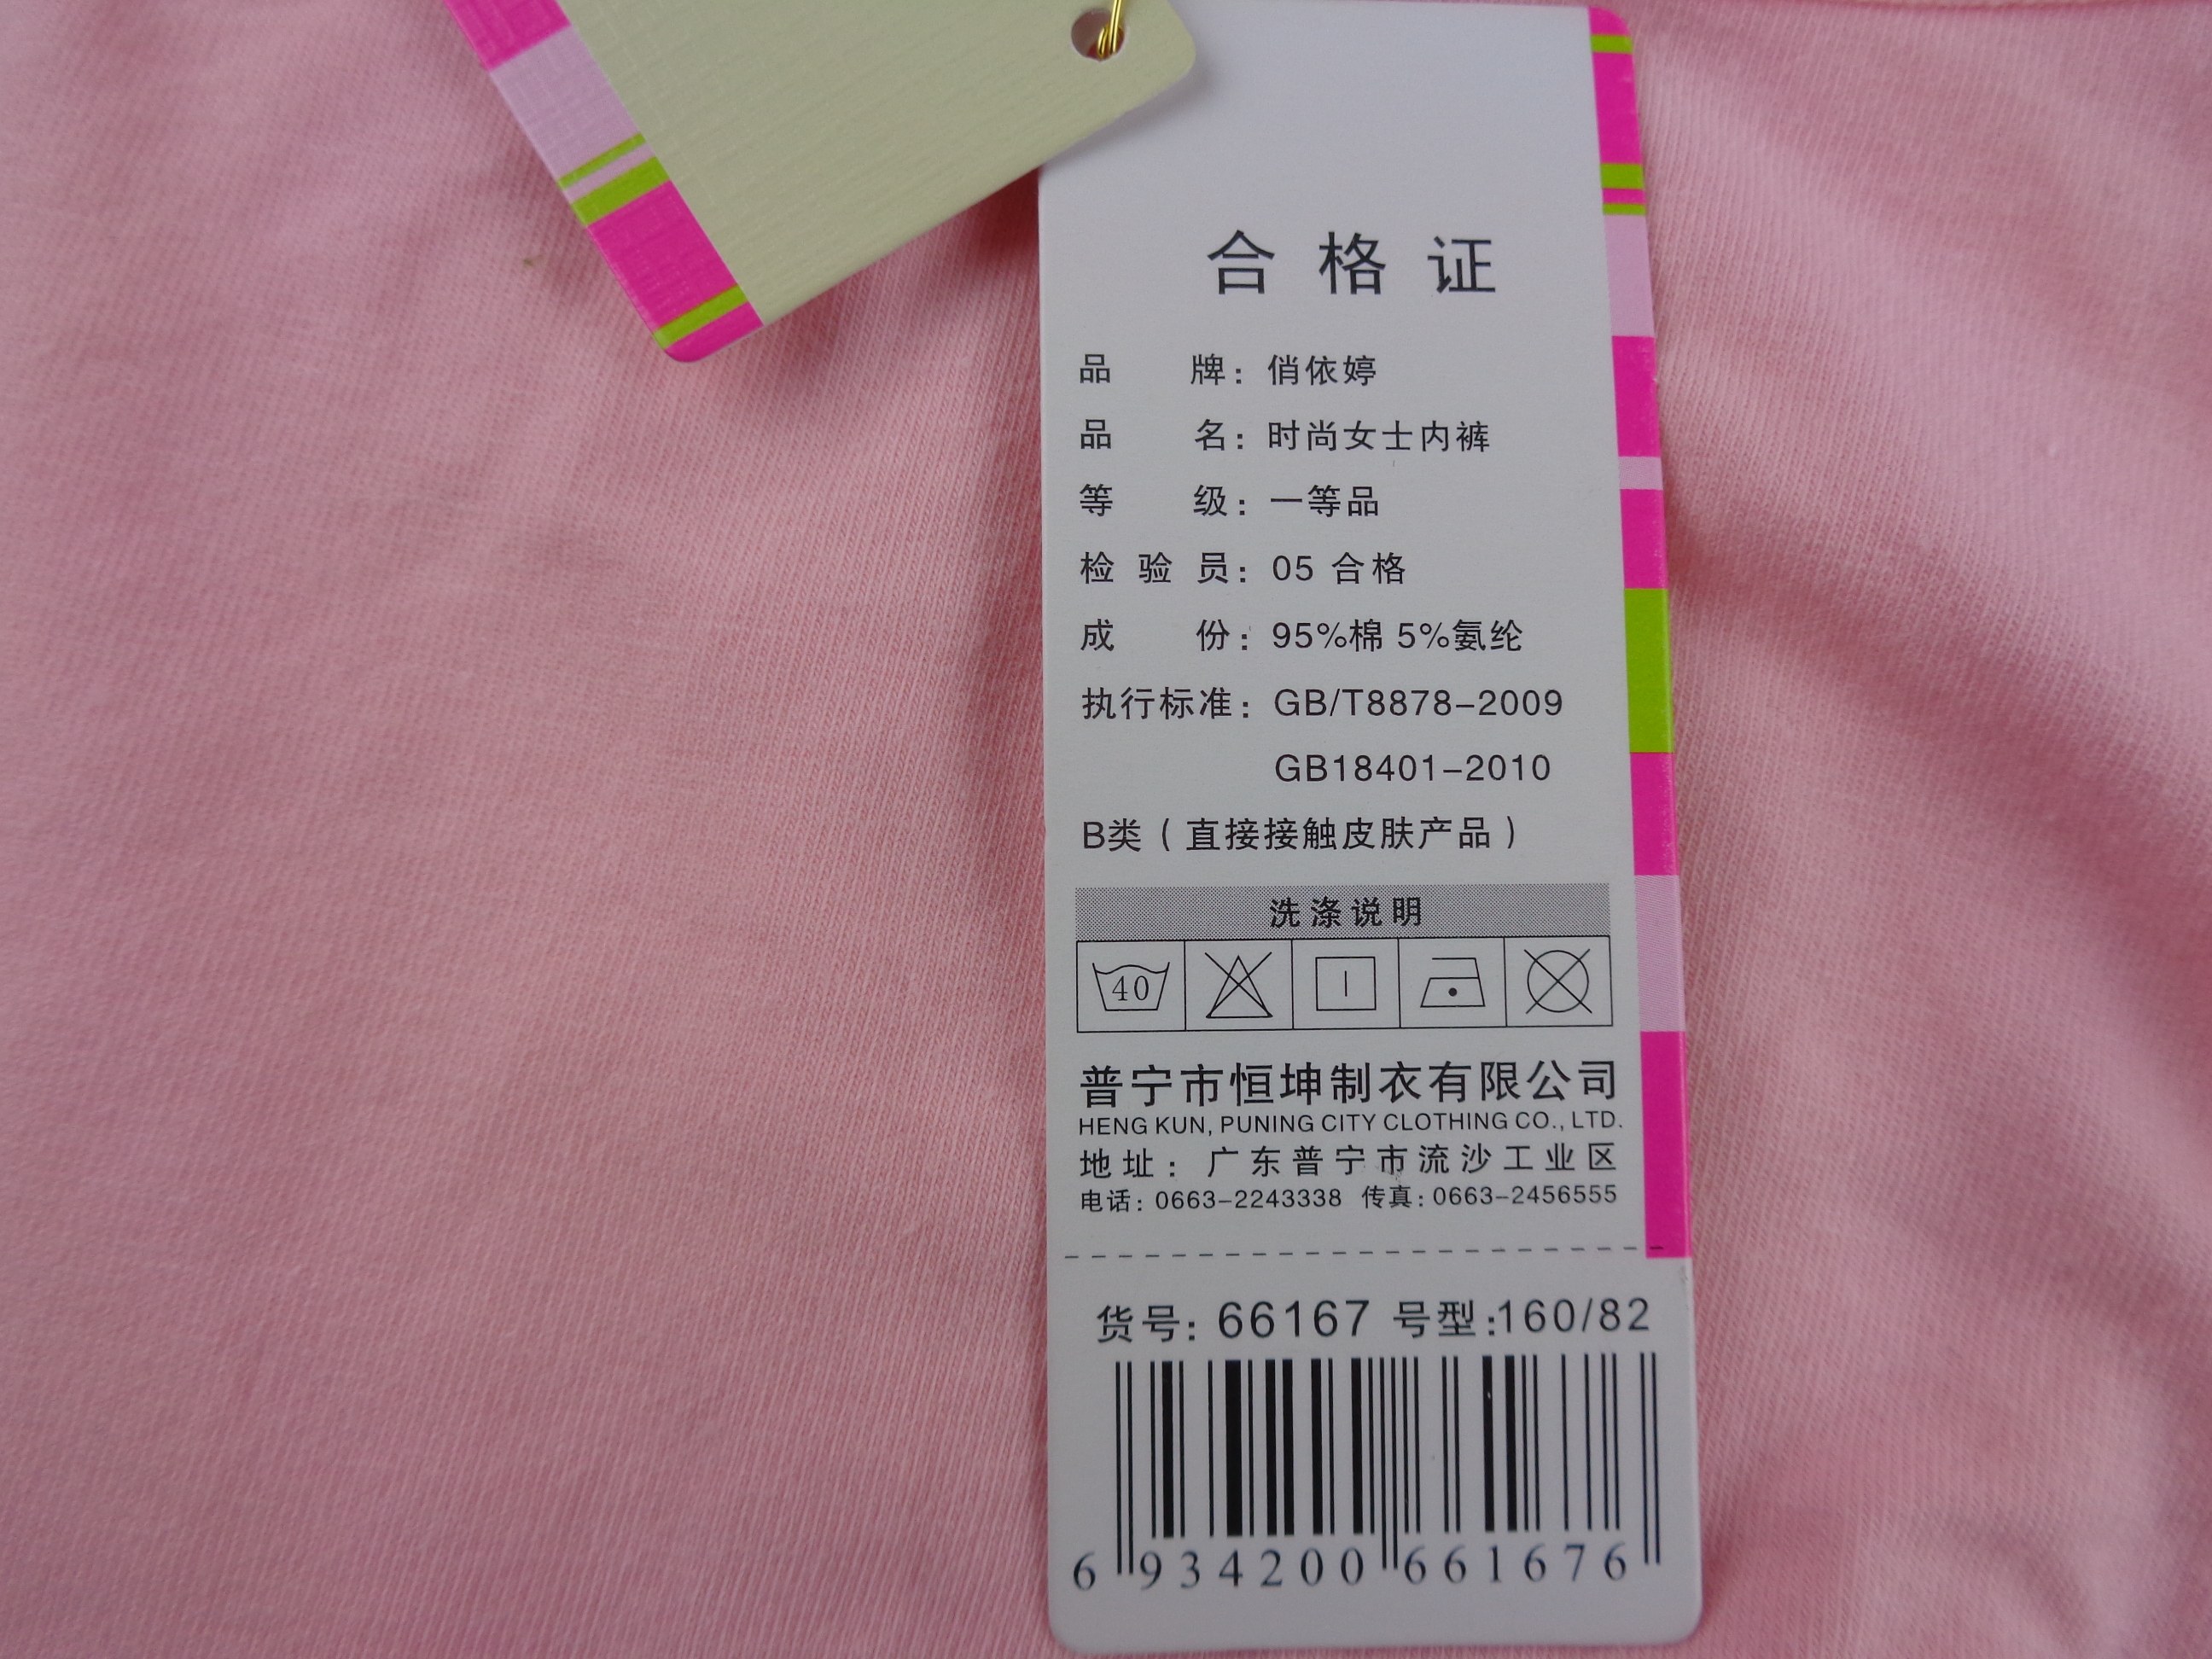 合格证
品牌：俏依婷
品名：时尚女士内裤
等级：一等品
检验员：05 合格
成份：95%棉 5%氨纶
执行标准：GB/T8878-2009
GB18401-2010
B类（直接接触皮肤产品）
洗涤说明
40
普宁市恒坤制衣有限公司
HENG KUN, PUNING CITY CLOTHING CO., LTD.
地址：广东普宁市流沙工业区
电话：0663-2243338 传真：0663-2456555
货号：66167 号型:160/82
6 934200 661676